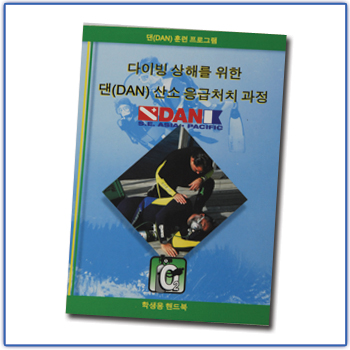 댄(DAN) 훈련 프로그램
다이빙 상해를 위한
댄(DAN) 산소 응급처치 과정
DAN
S.E. ASIA PACIFIC
O2
학생용 핸드북